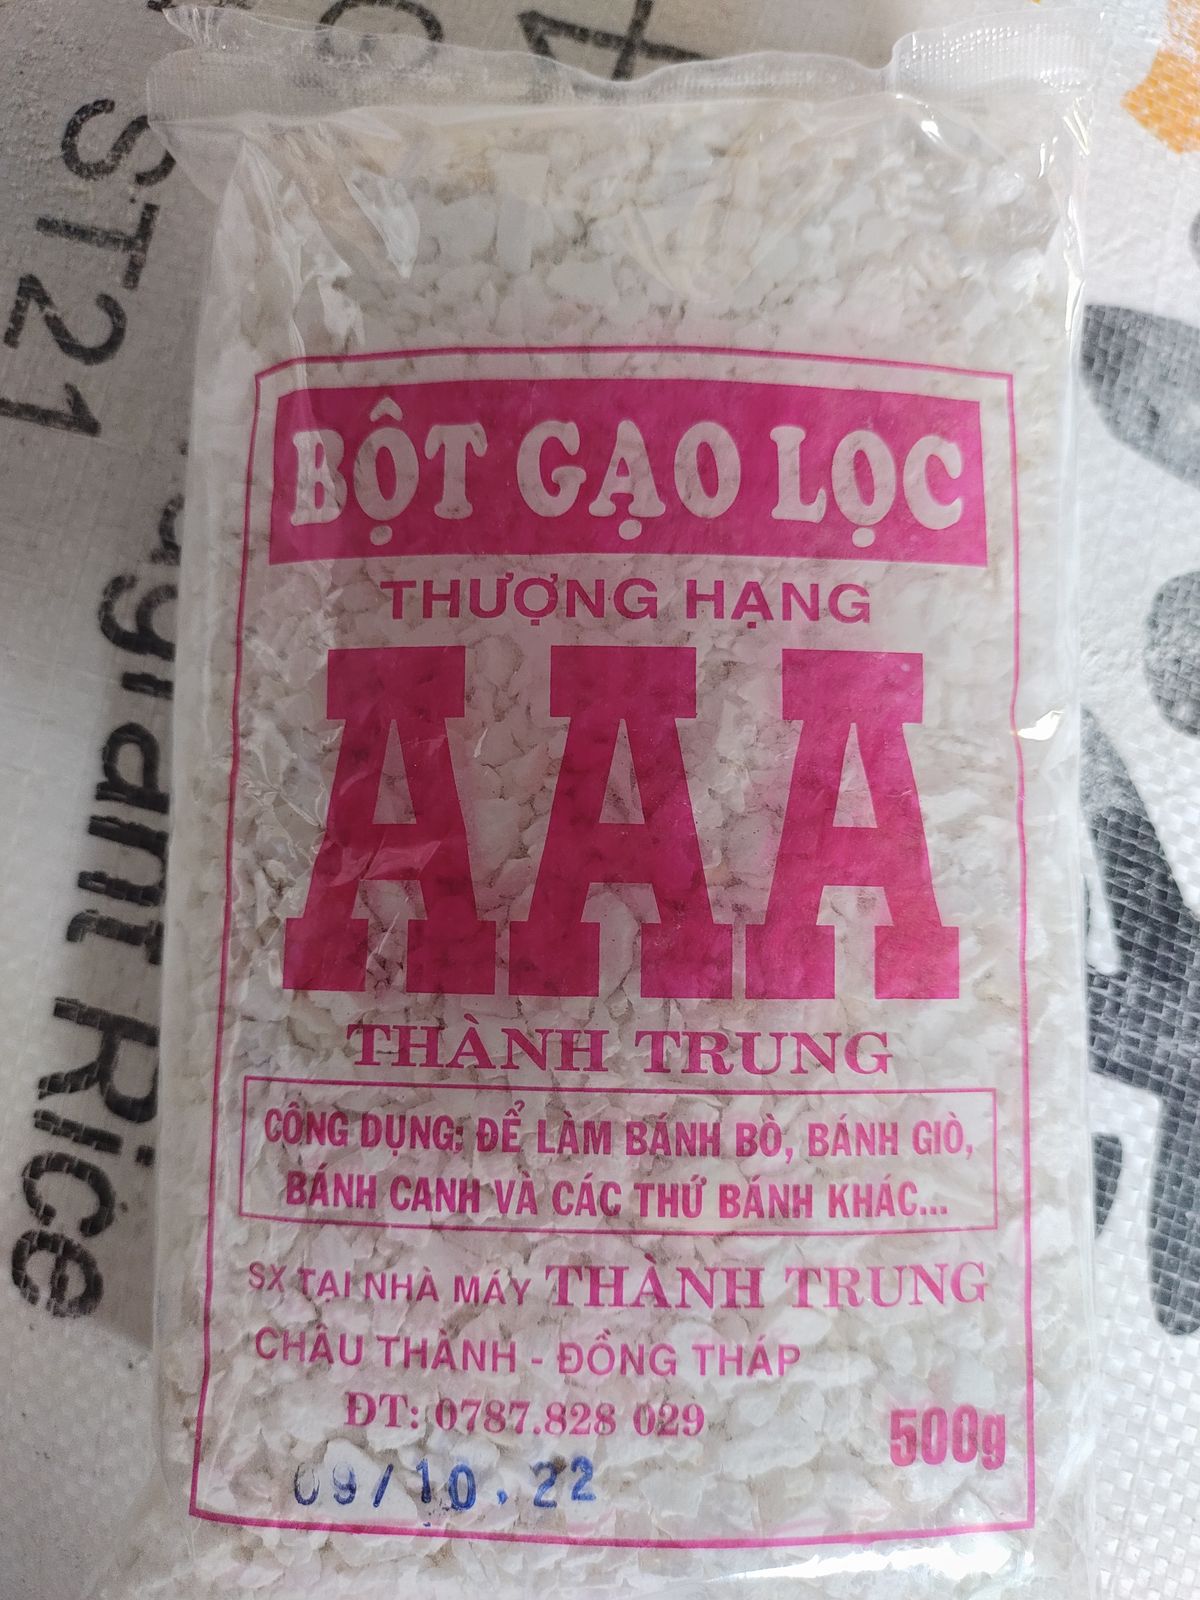 BỘT GẠO LỌC
THƯỢNG HẠNG
AAA
THÀNH TRUNG
CÔNG DỤNG: ĐỂ LÀM BÁNH BÒ, BÁNH GIÒ,
BÁNH CANH VÀ CÁC THỨ BÁNH KHÁC...
SX TẠI NHÀ MÁY THÀNH TRUNG
CHÂU THÀNH - ĐỒNG THÁP
ĐT: 0787.828 029
500g
09/10.22
ST21
Rice